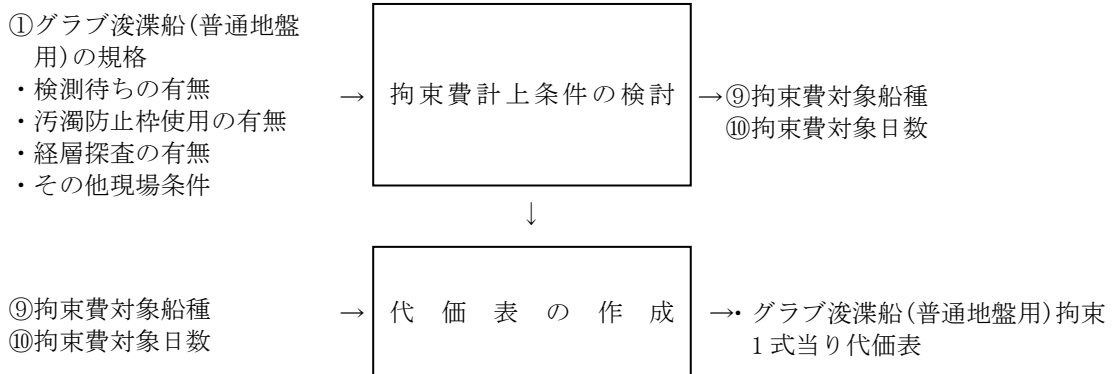 ①グラブ浚渫船(普通地盤
用)の規格
・検測待ちの有無
・汚濁防止枠使用の有無
・経層探査の有無
・その他現場条件
→
拘束費計上条件の検討
→⑨拘束費対象船種
⑩拘束費対象日数
↓
⑨拘束費対象船種
⑩拘束費対象日数
→
代価表の作成
→・グラブ浚渫船(普通地盤用)拘束
1式当り代価表